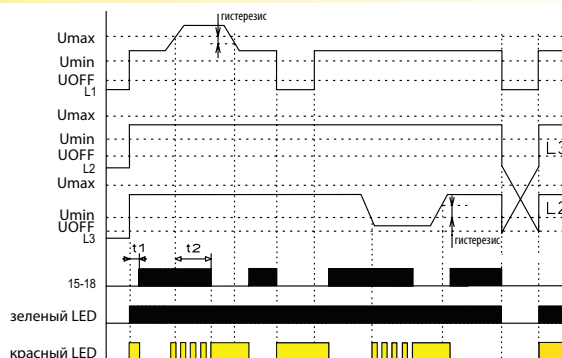 гистерезис
Umax
Umin
UOFF
L1
Umax
Umin
UOFF
L2
L3
Umax
Umin
UOFF
L3
L2
гистерезис
t1
t2
15-18
зеленый LED
красный LED